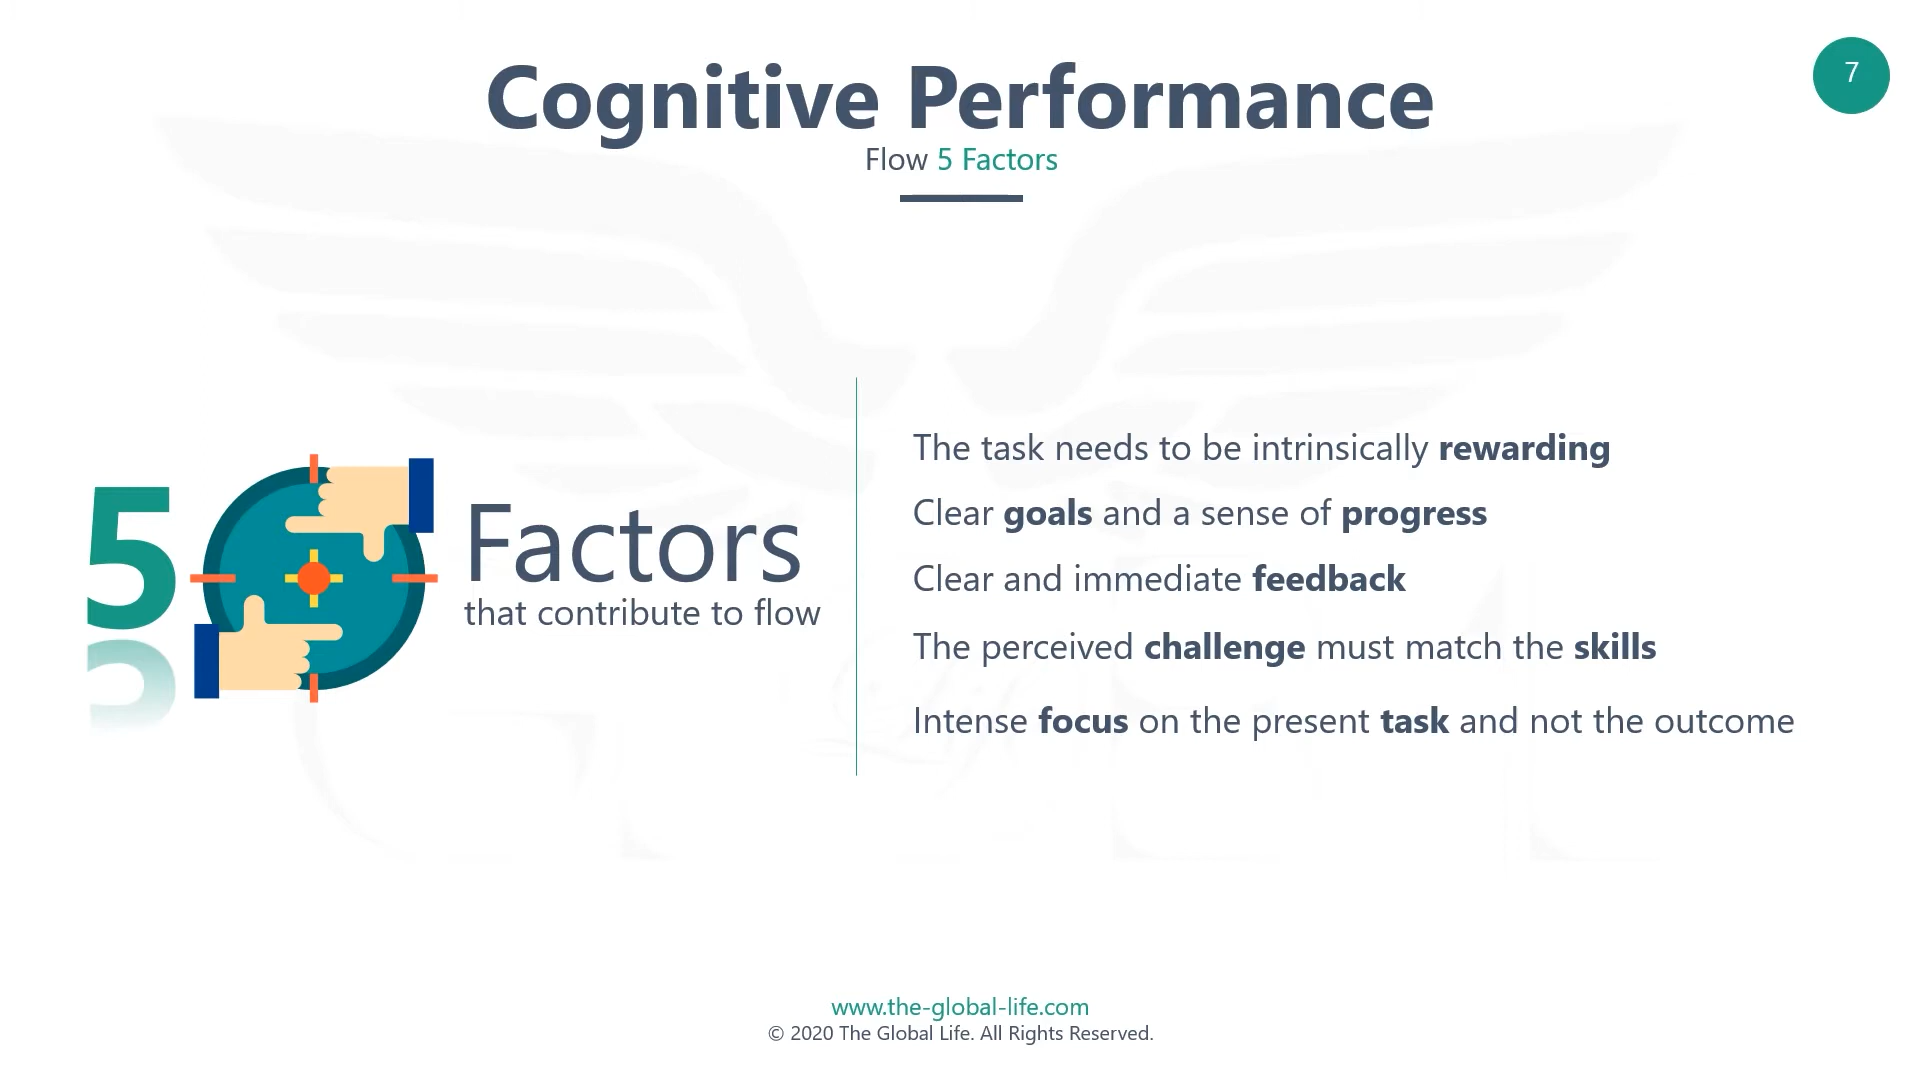 Cognitive Performance
7
Flow 5 Factors
5
Factors
that contribute to flow
The task needs to be intrinsically rewarding
Clear goals and a sense of progress
Clear and immediate feedback
The perceived challenge must match the skills
Intense focus on the present task and not the outcome
www.the-global-life.com
© 2020 The Global Life. All Rights Reserved.